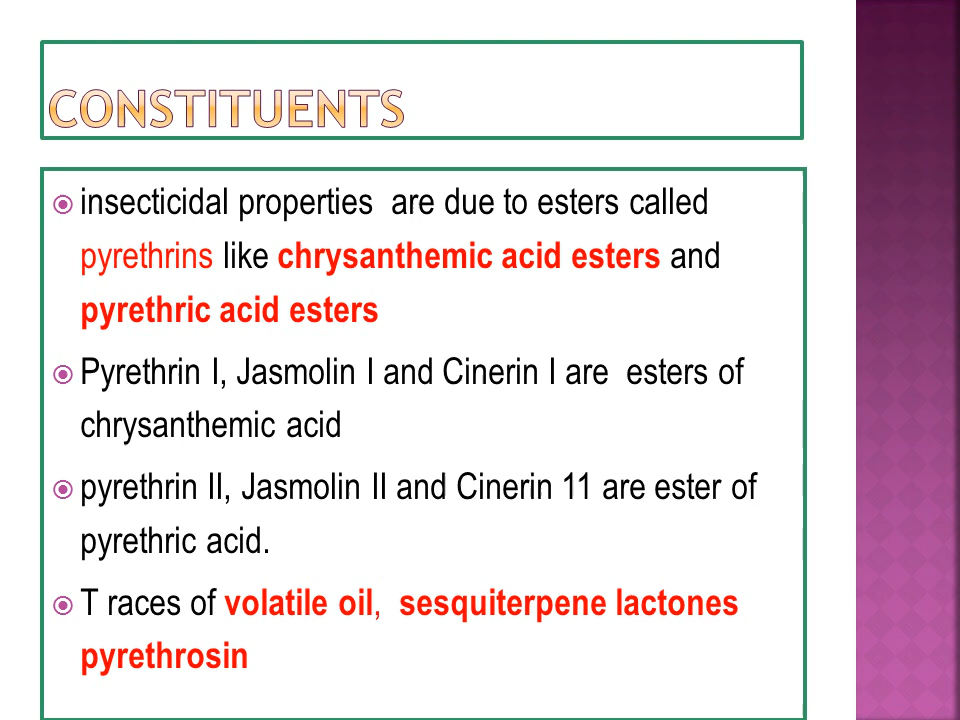 CONSTITUENTS
insecticidal properties are due to esters called
pyrethrins like chrysanthemic acid esters and
pyrethric acid esters
Pyrethrin I, Jasmolin I and Cinerin I are esters of
chrysanthemic acid
pyrethrin II, Jasmolin II and Cinerin 11 are ester of
pyrethric acid.
T races of volatile oil, sesquiterpene lactones
pyrethrosin